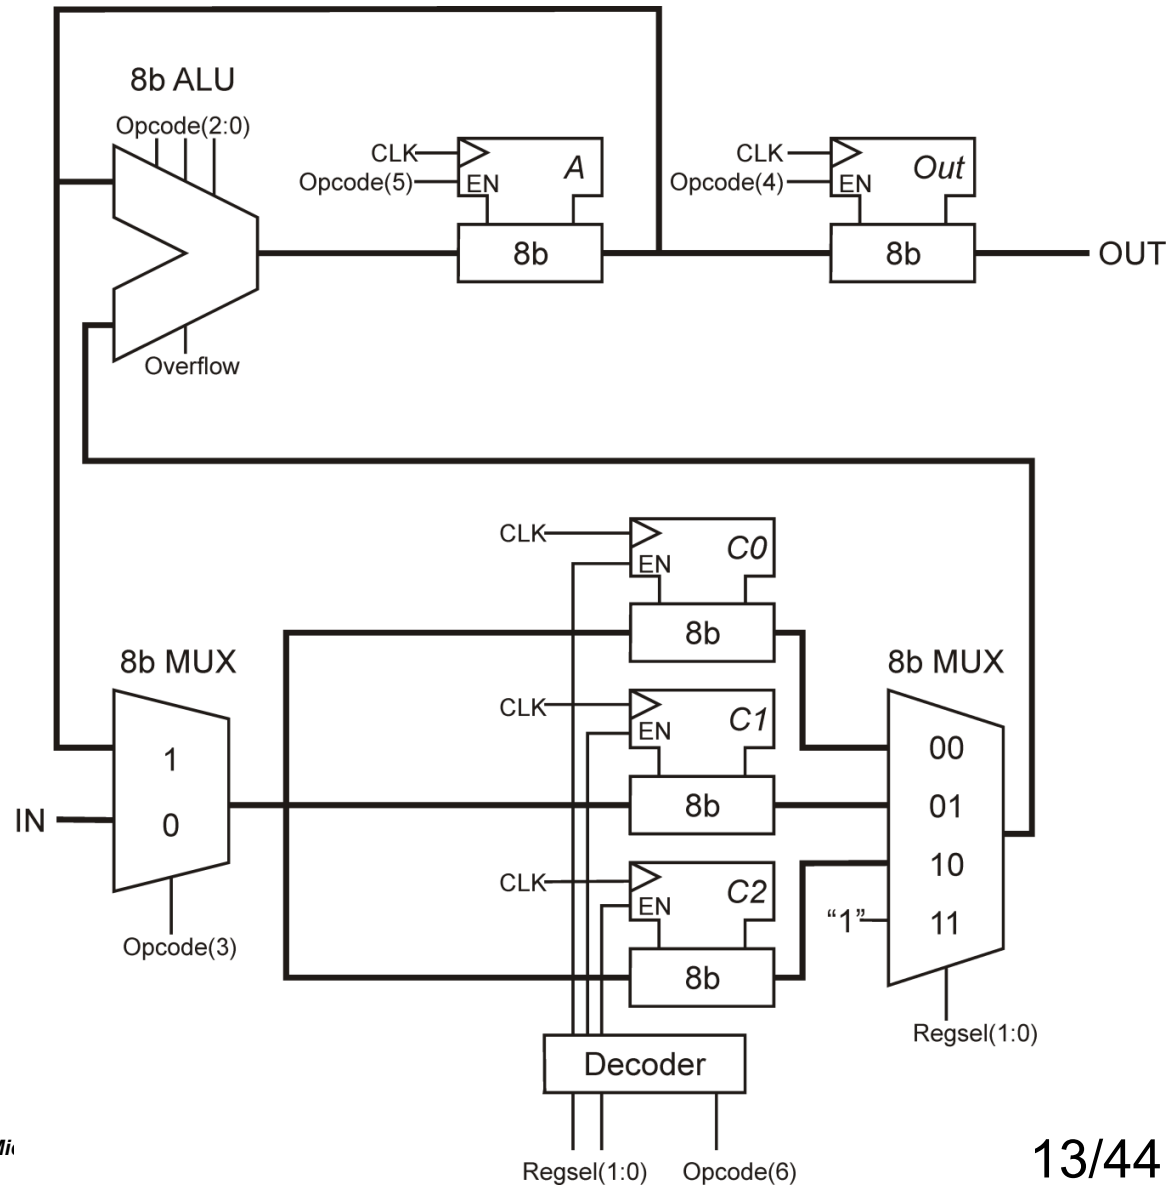 8b ALU
Opcode(2:0)
CLK
A
Opcode(5)
EN
8b
CLK
Out
Opcode(4)
EN
8b
OUT
Overflow
CLK
C0
EN
8b
8b MUX
1
0
IN
Opcode(3)
CLK
C1
EN
8b
CLK
C2
EN
8b
8b MUX
00
01
10
“1”
11
Regsel(1:0)
Decoder
Regsel(1:0)
Opcode(6)
13/44